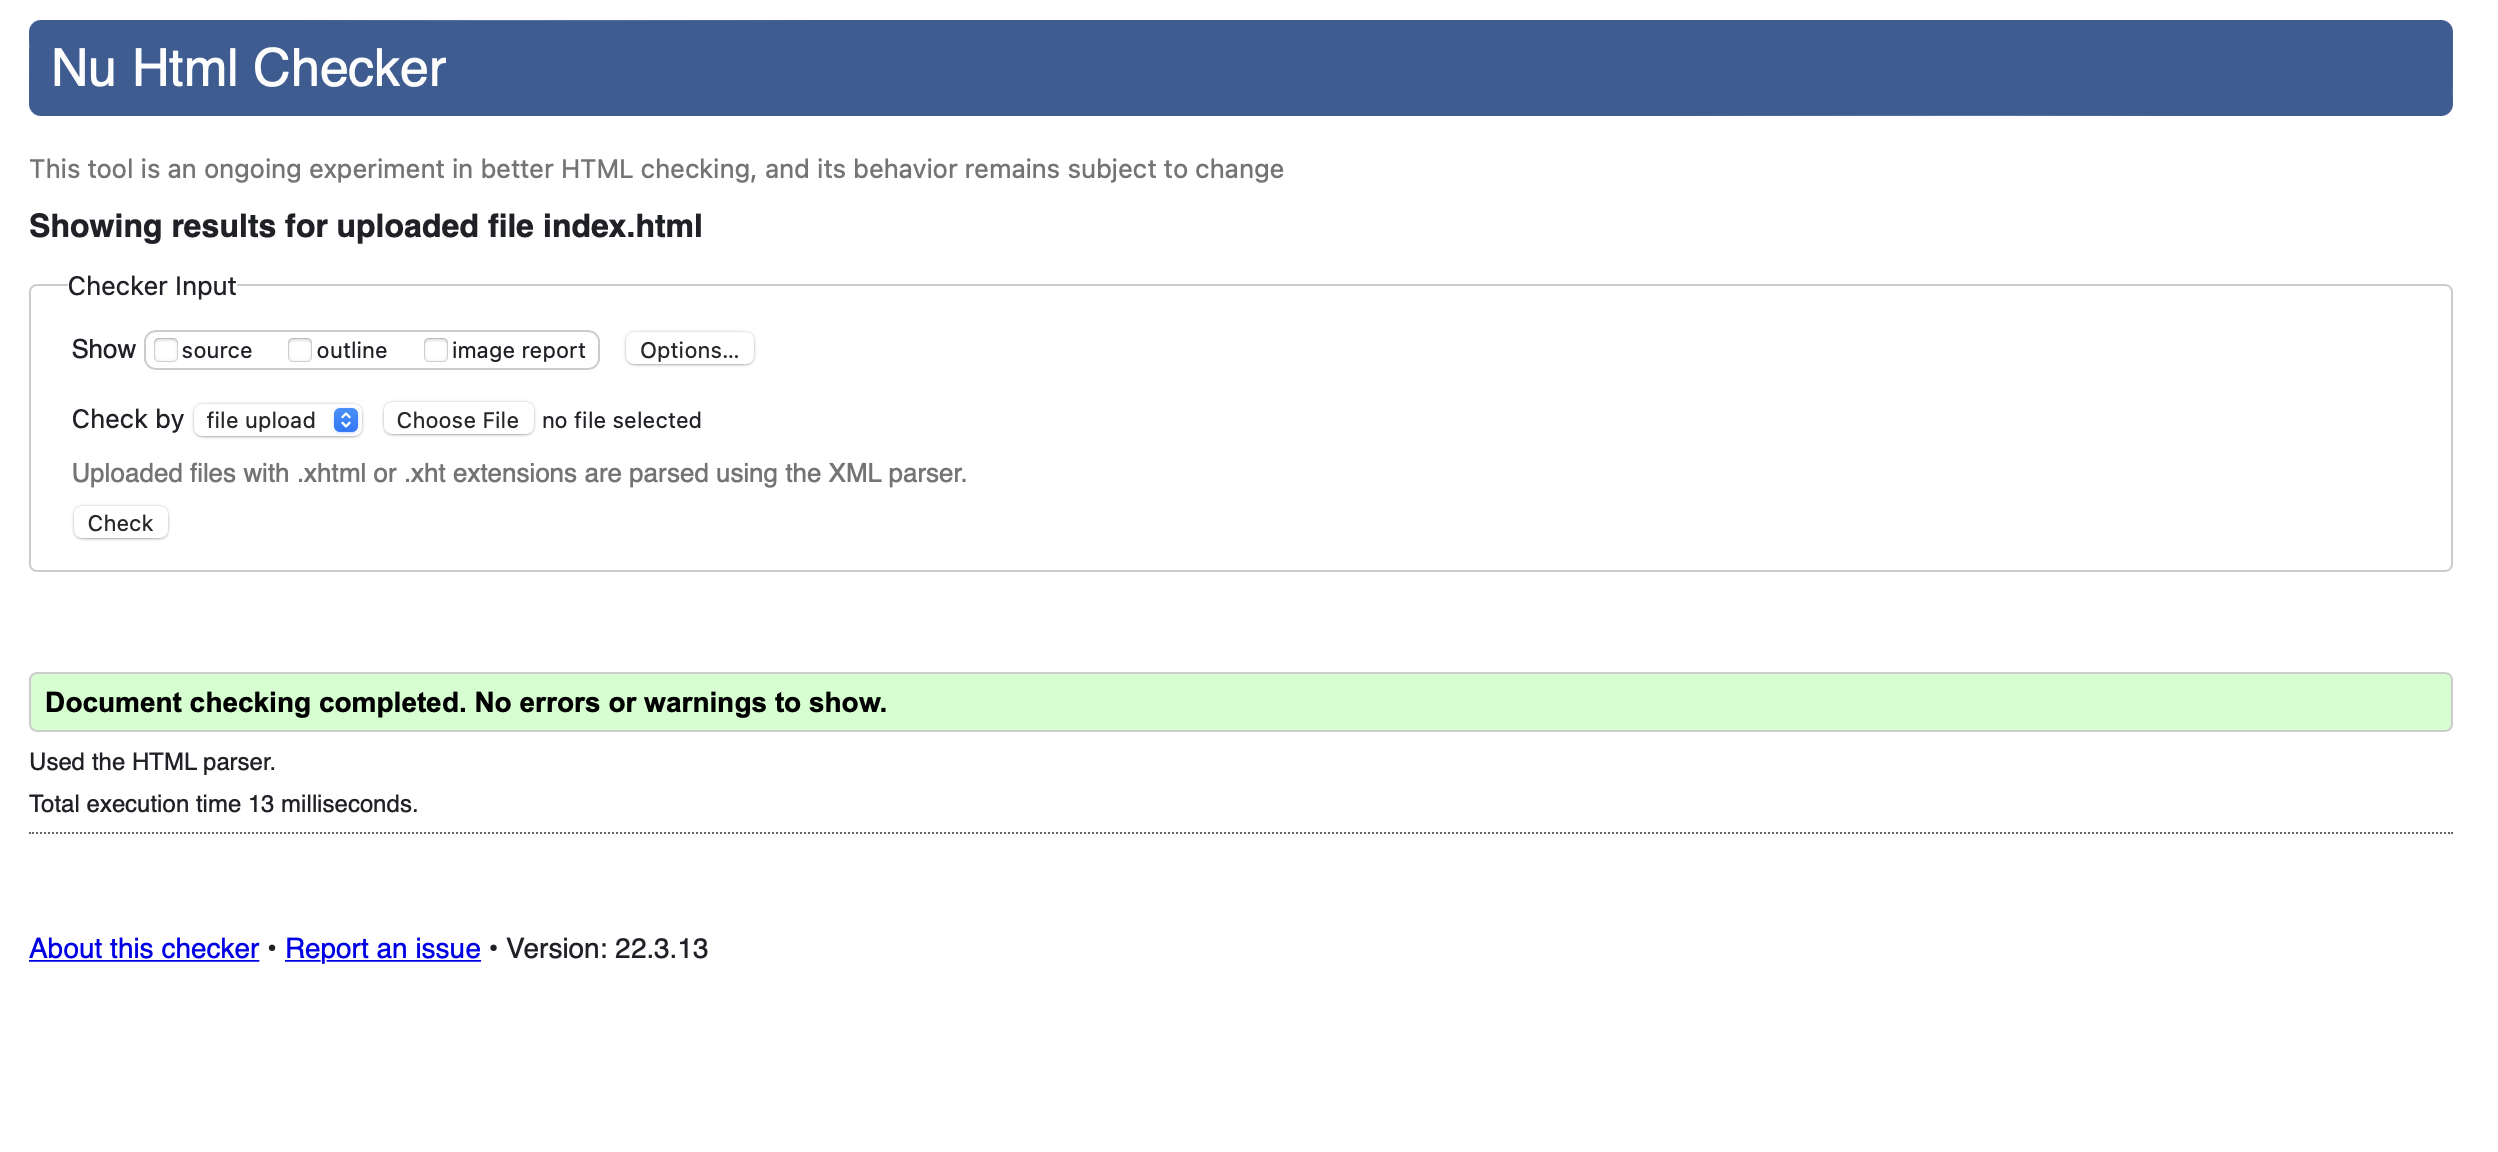 Nu Html Checker
This tool is an ongoing experiment in better HTML checking, and its behavior remains subject to change
Showing results for uploaded file index.html
Checker Input
Show source outline image report Options...
Check by file upload Choose File no file selected
Uploaded files with .xhtml or .xht extensions are parsed using the XML parser.
Check
Document checking completed. No errors or warnings to show.
Used the HTML parser.
Total execution time 13 milliseconds.
About this checker • Report an issue • Version: 22.3.13